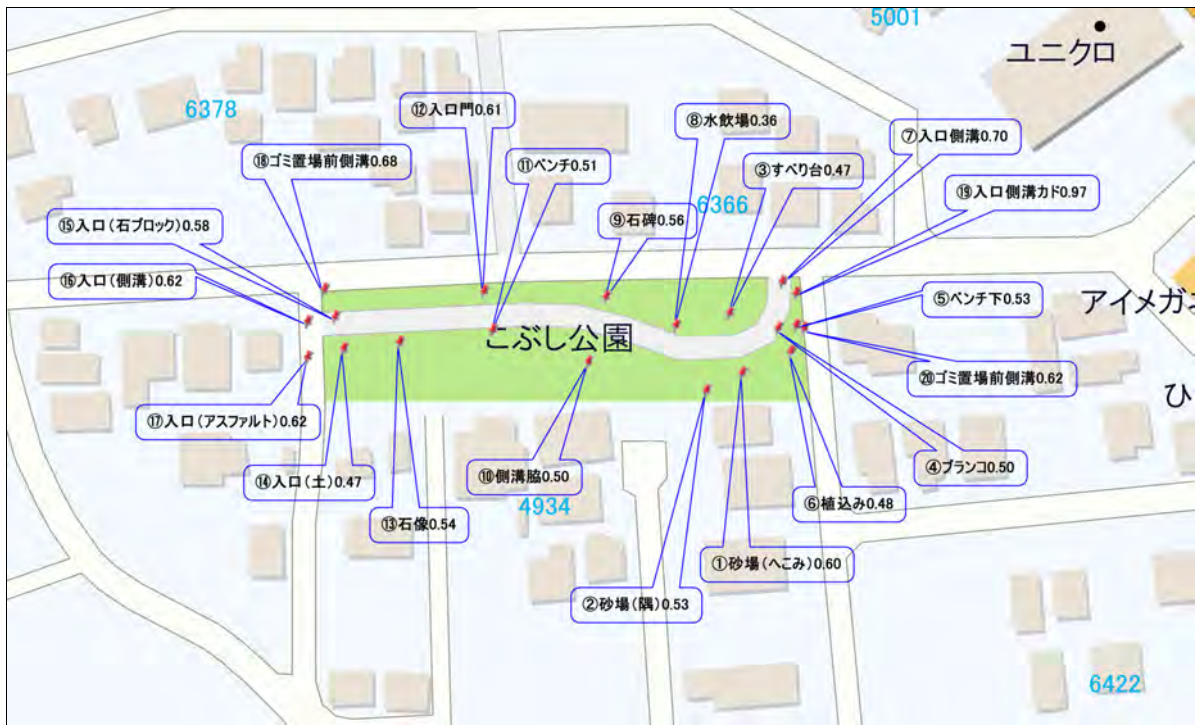 5001
ユニクロ
6378
⑫入口門0.61
⑧水飲場0.36
⑦入口側溝0.70
⑱ゴミ置場前側溝0.68
⑪ベンチ0.51
③すべり台0.47
⑲入口側溝カド0.97
6366
⑮入口(石ブロック)0.58
⑨石碑0.56
⑯入口(側溝)0.62
⑤ベンチ下0.53
アイメガネ
こぶし公園
⑳ゴミ置場前側溝0.62
ひ
⑰入口(アスファルト)0.62
④ブランコ0.50
⑩側溝脇0.50
⑭入口(土)0.47
4934
⑥植込み0.48
⑬石像0.54
①砂場(へこみ)0.60
②砂場(隅)0.53
6422